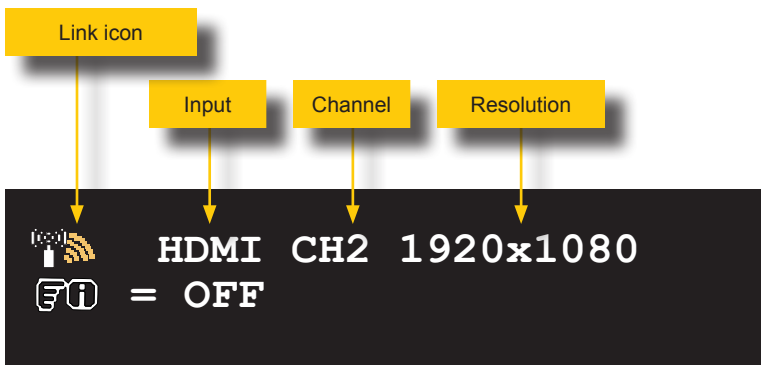 Link icon
Input Channel Resolution
HDMI CH2 1920x1080
i = OFF